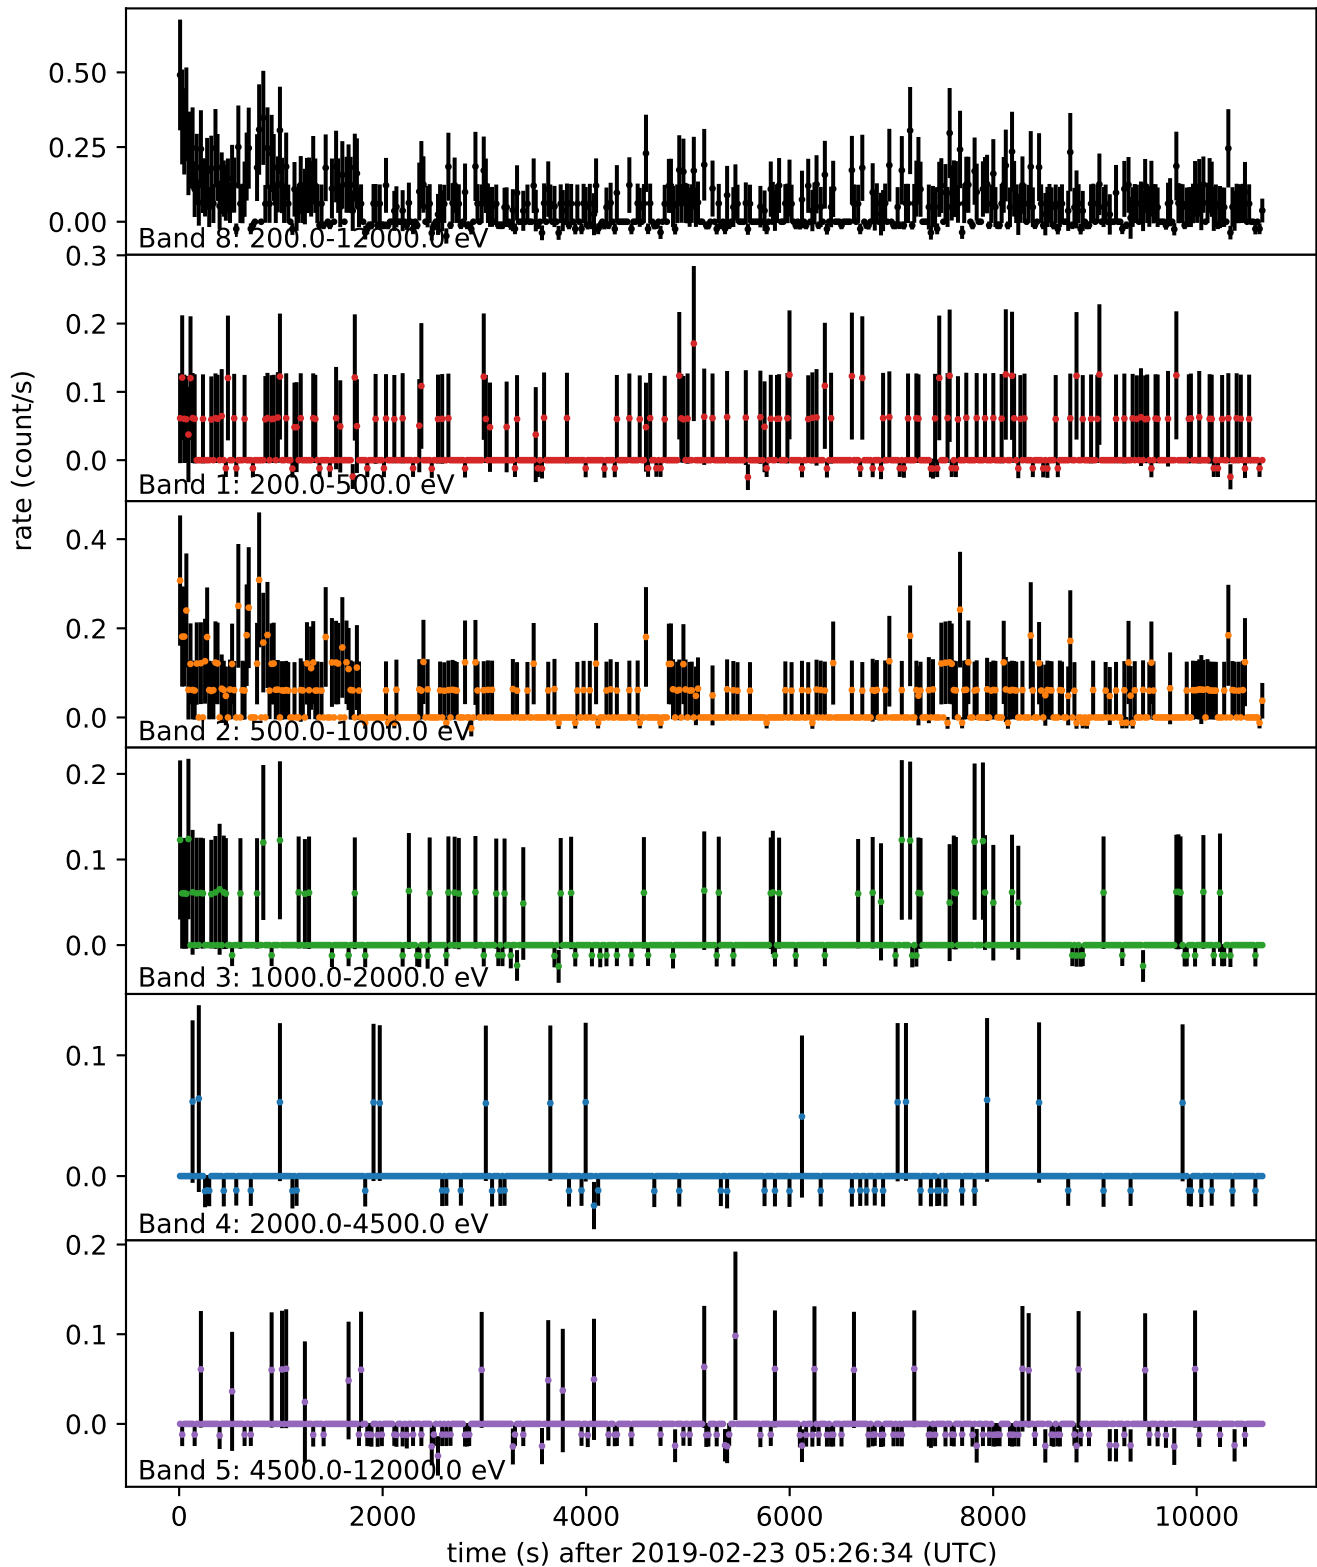 0.50
0.25
0.00
Band 8: 200.0-12000.0 eV
0.3
0.2
0.1
0.0
Band 1: 200.0-500.0 eV
rate (count/s)
0.4
0.2
0.0
Band 2: 500.0-1000.0 eV
0.2
0.1
0.0
Band 3: 1000.0-2000.0 eV
0.1
0.0
Band 4: 2000.0-4500.0 eV
0.2
0.1
0.0
Band 5: 4500.0-12000.0 eV
0 2000 4000 6000 8000 10000
time (s) after 2019-02-23 05:26:34 (UTC)